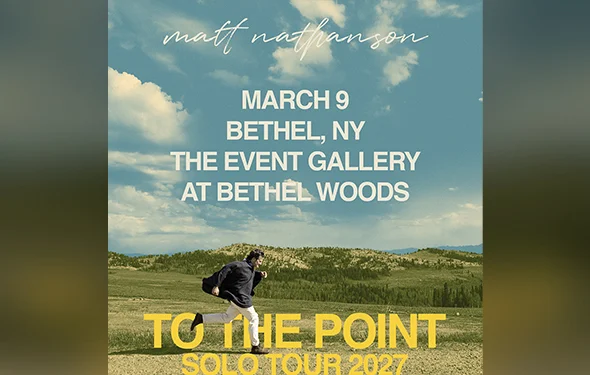 matt nathanson
MARCH 9
BETHEL, NY
THE EVENT GALLERY
AT BETHEL WOODS
TO THE POINT
SOLO TOUR 2027